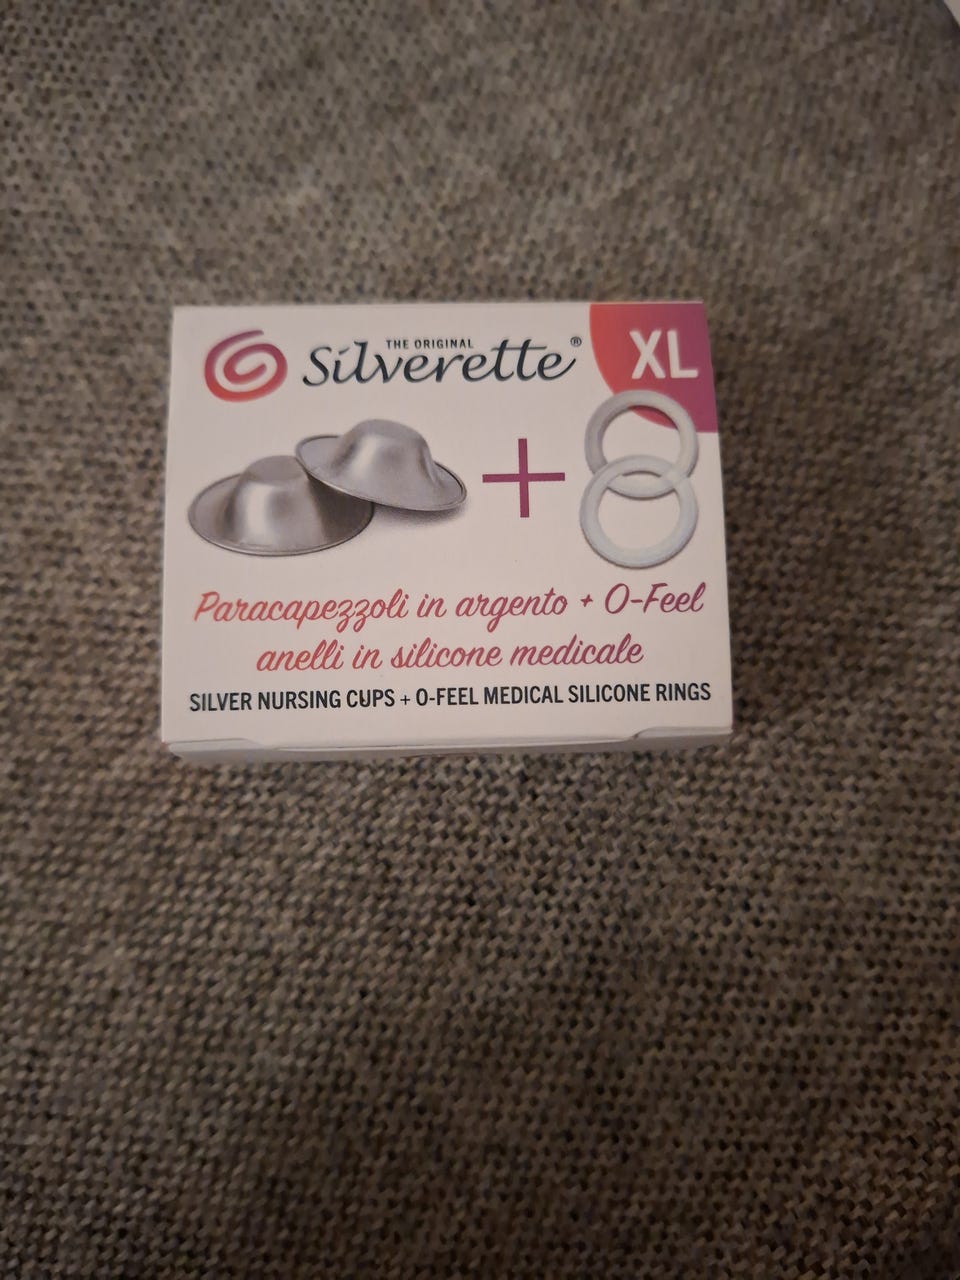 THE ORIGINAL
Silverette®
XL
Paracapezzoli in argento + O-Feel
anelli in silicone medicale
SILVER NURSING CUPS + O-FEEL MEDICAL SILICONE RINGS